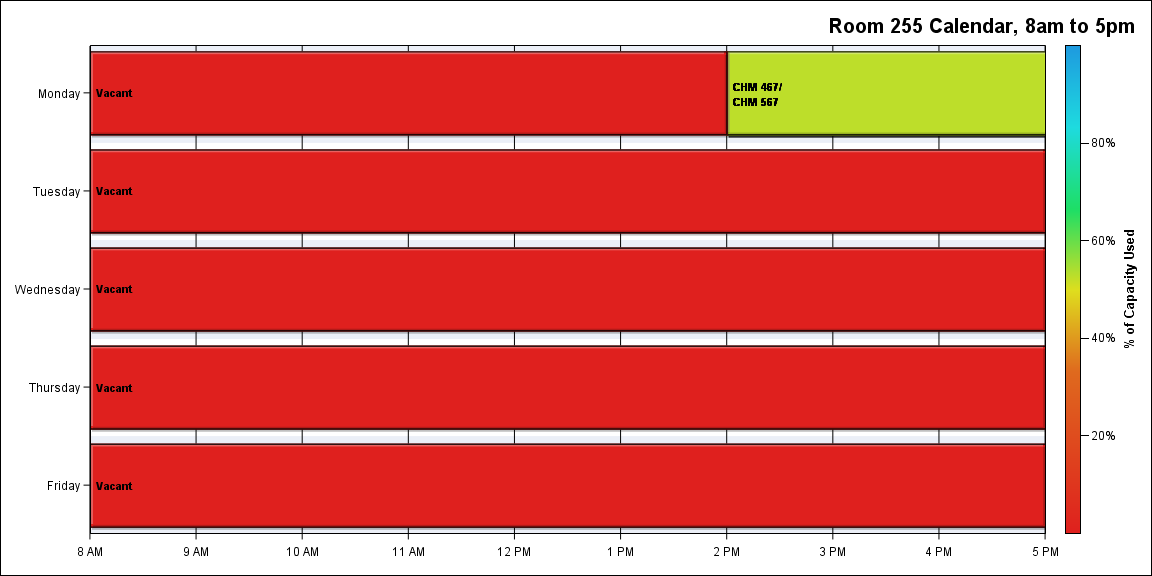 Room 255 Calendar, 8am to 5pm
Monday
Vacant
CHM 467/
CHM 567
Tuesday
Vacant
Wednesday
Vacant
Thursday
Vacant
Friday
Vacant
8 AM 9 AM 10 AM 11 AM 12 PM 1 PM 2 PM 3 PM 4 PM 5 PM
80%
60%
40%
20%
% of Capacity Used